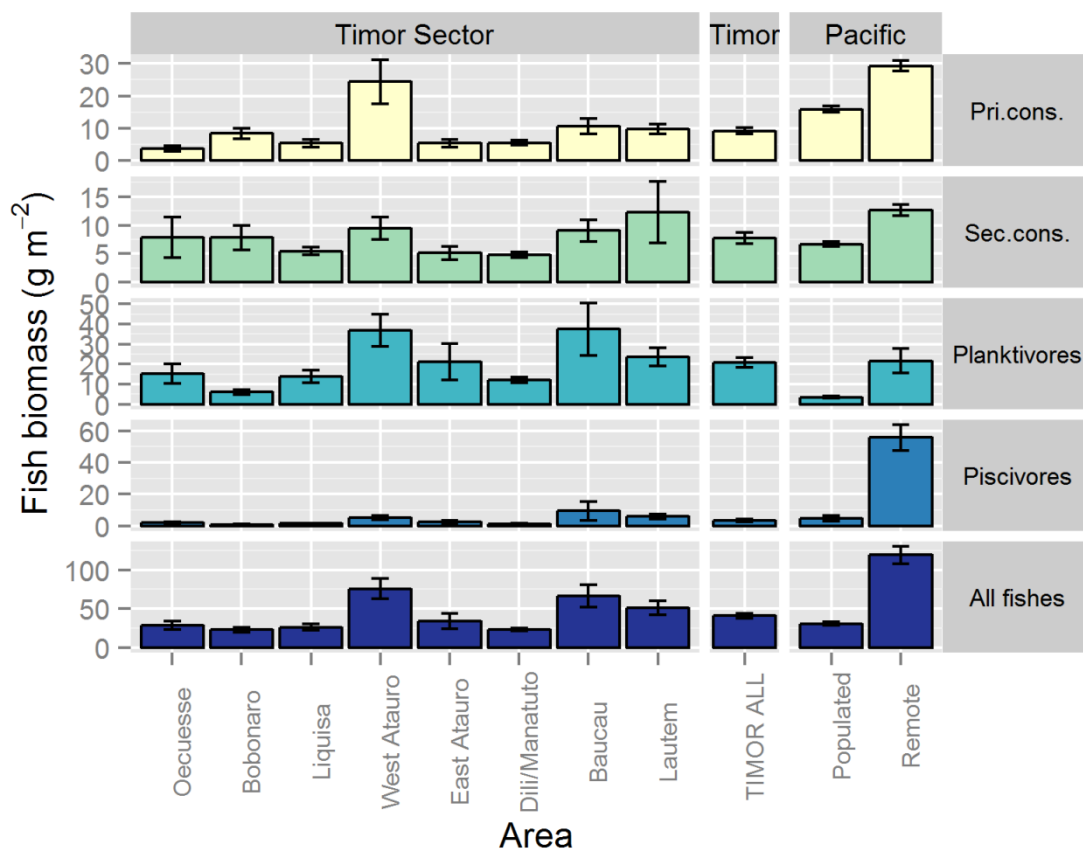 Timor Sector
Timor
Pacific
Fish biomass (g m⁻²)
30
20
10
0
Pri.cons.
15
10
5
0
Sec.cons.
50
40
30
20
10
0
Planktivores
60
40
20
0
Piscivores
100
50
0
All fishes
Oecuesse
Bobonaro
Liquisa
West Atauro
East Atauro
Dili/Manatuto
Baucau
Lautem
TIMOR ALL
Populated
Remote
Area